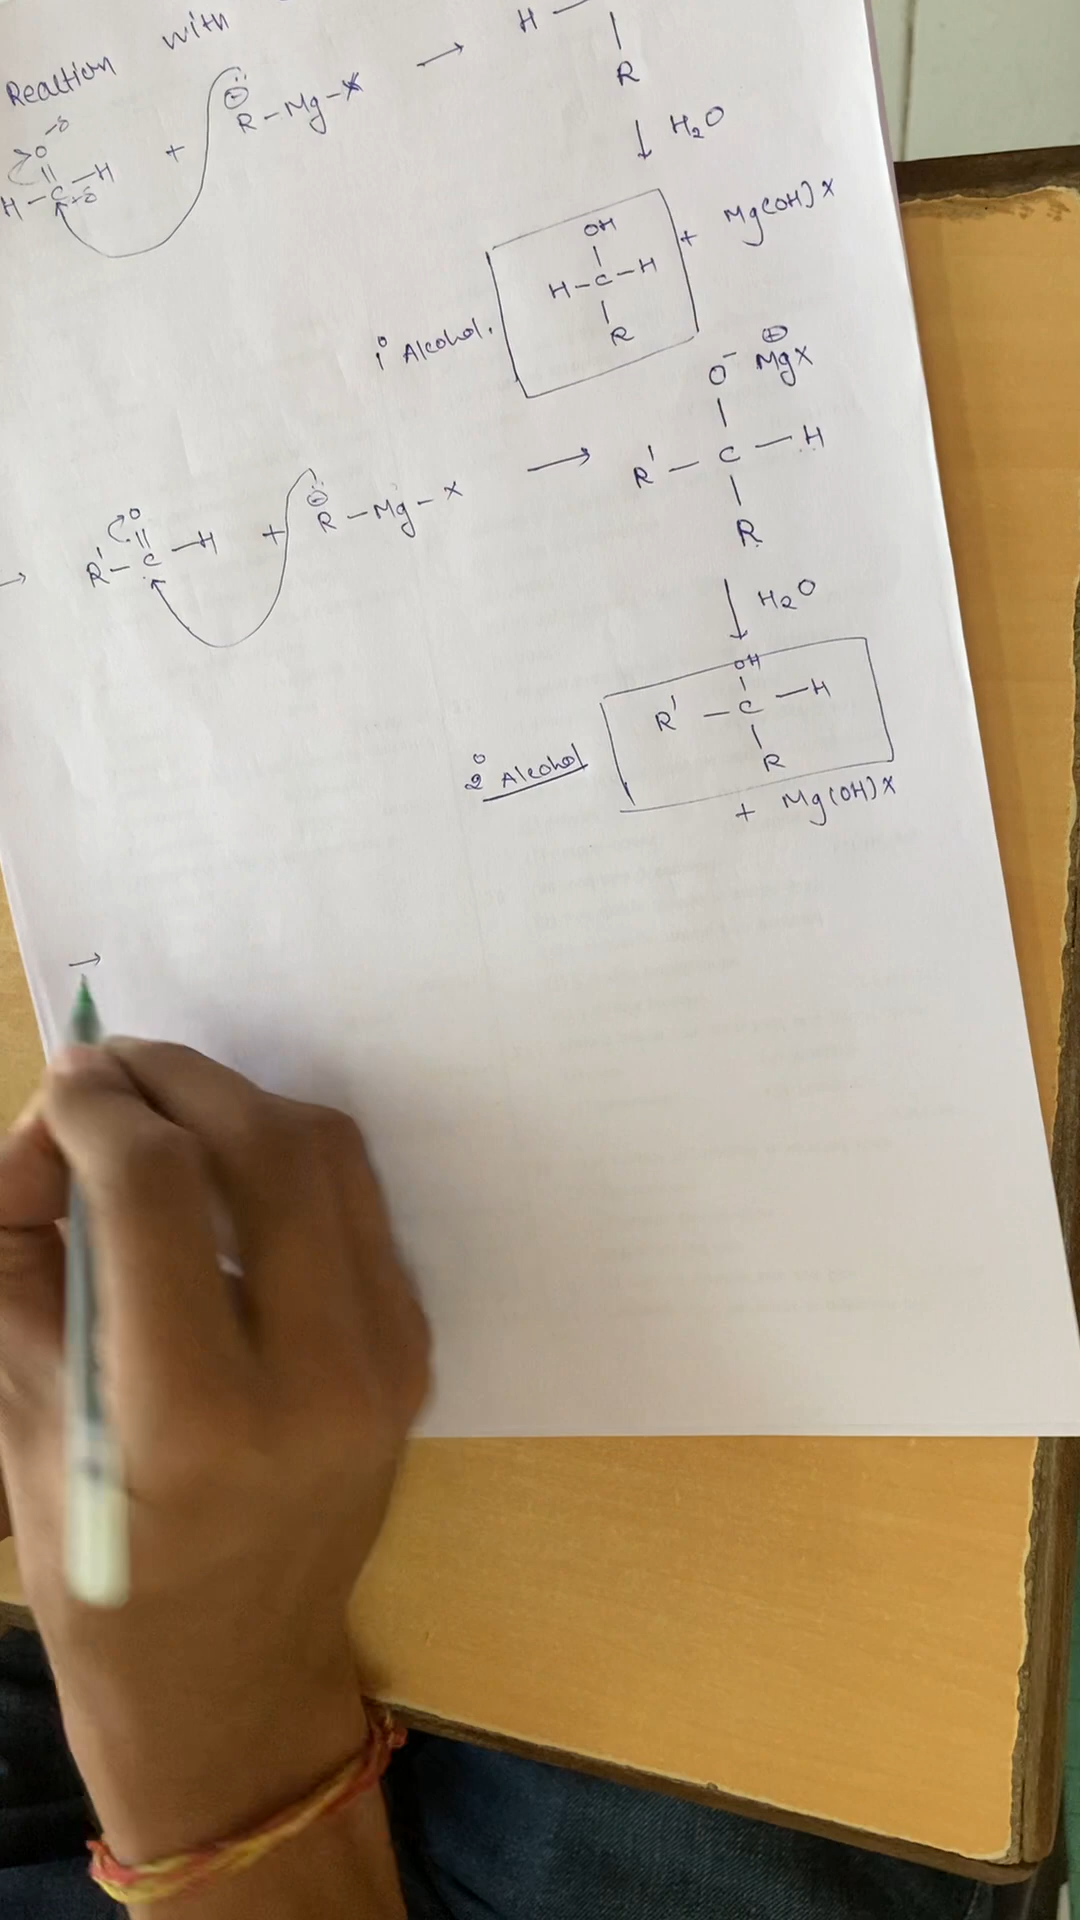 Reaction with
O -δ
H - C +δ - H + ⊖ R - Mg - X → H -
R
↓ H2O
OH
H - C - H + Mg(OH)X
R
1° Alcohol.
O⁻ ⊕ MgX
R' - C - H + ⊖ R - Mg - X → R' - C - H
O
R
↓ H2O
OH
R' - C - H
R
2° Alcohol
+ Mg(OH)X
→